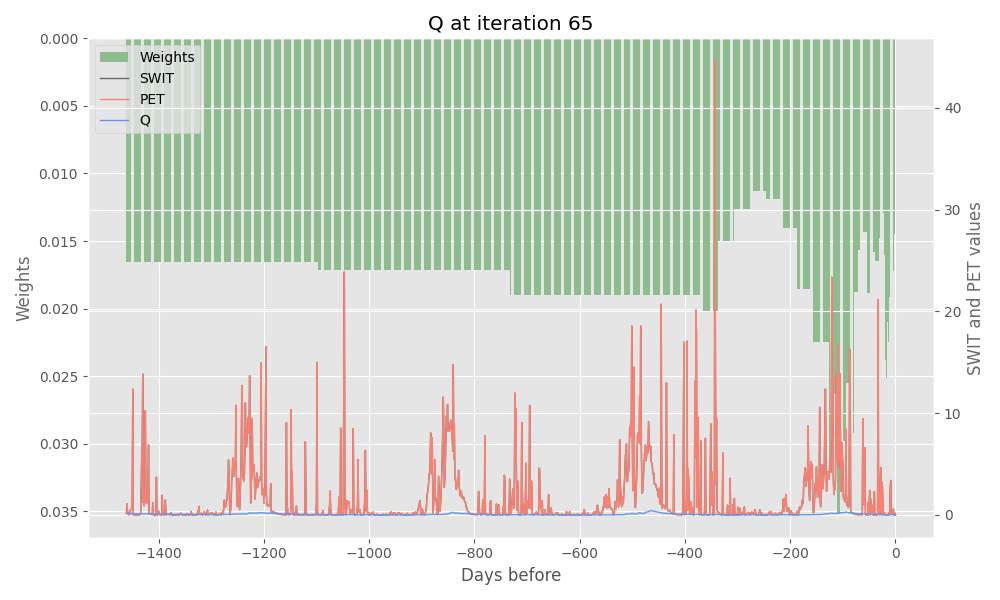 Q at iteration 65
Weights
SWIT
PET
Q
0.000
0.005
0.010
0.015
0.020
0.025
0.030
0.035
Weights
40
30
20
10
0
SWIT and PET values
−1400
−1200
−1000
−800
−600
−400
−200
0
Days before